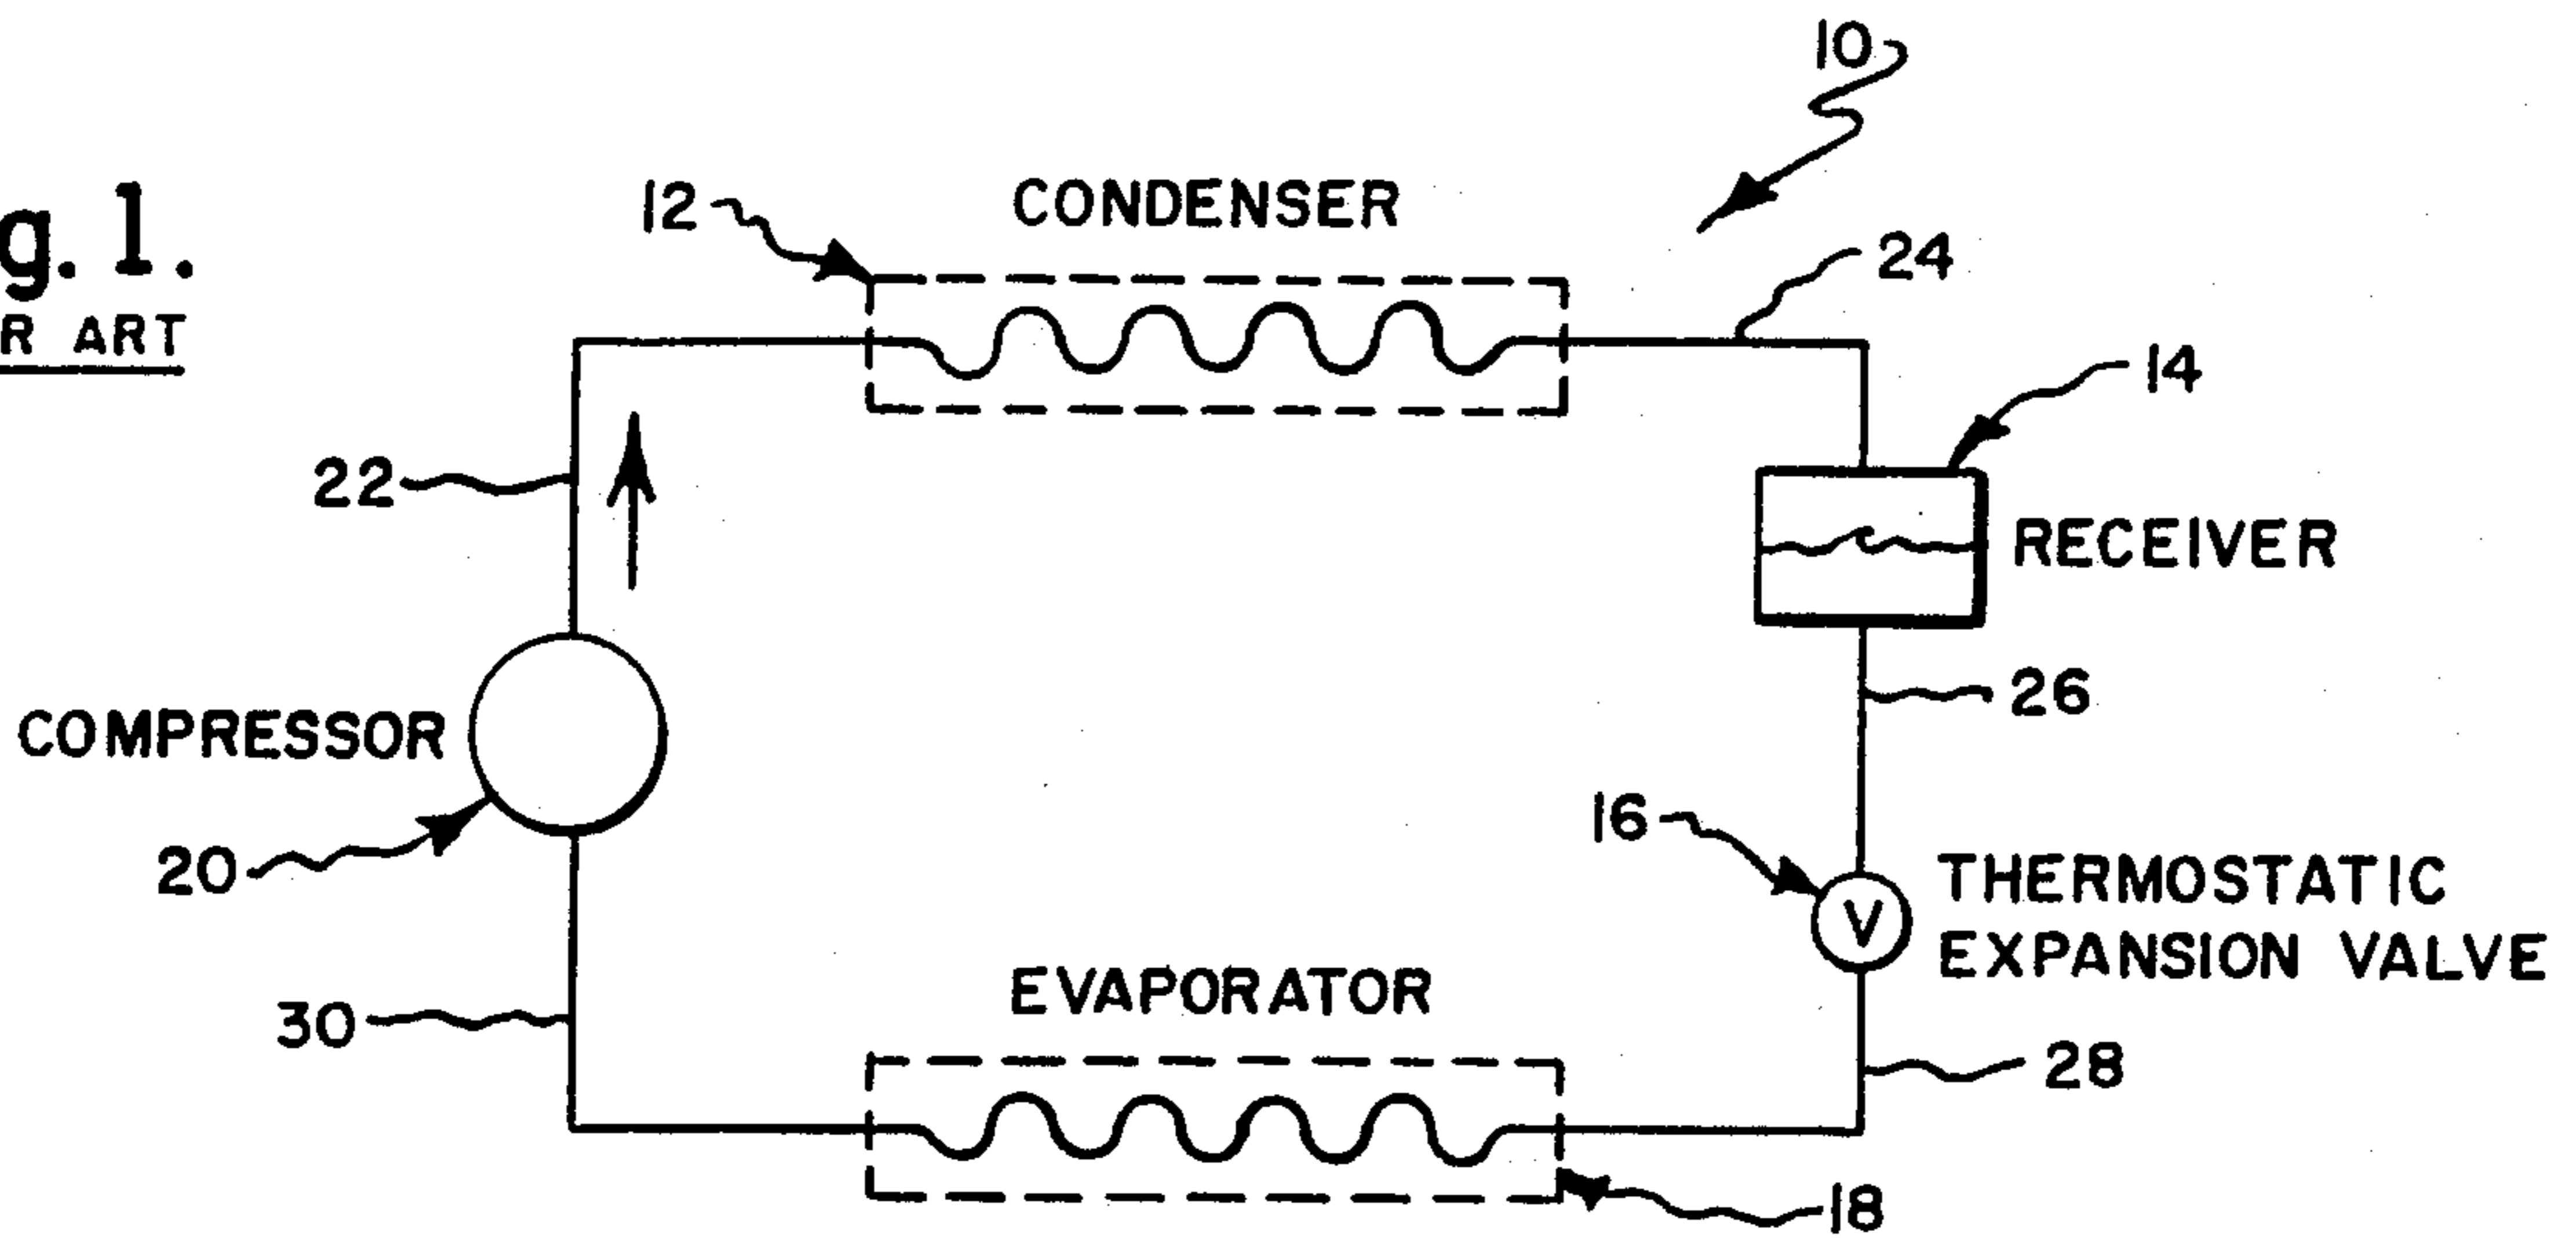 g. 1.
R ART
10
12
CONDENSER
24
14
22
RECEIVER
26
COMPRESSOR
16
20
THERMOSTATIC
EXPANSION VALVE
V
EVAPORATOR
30
28
18